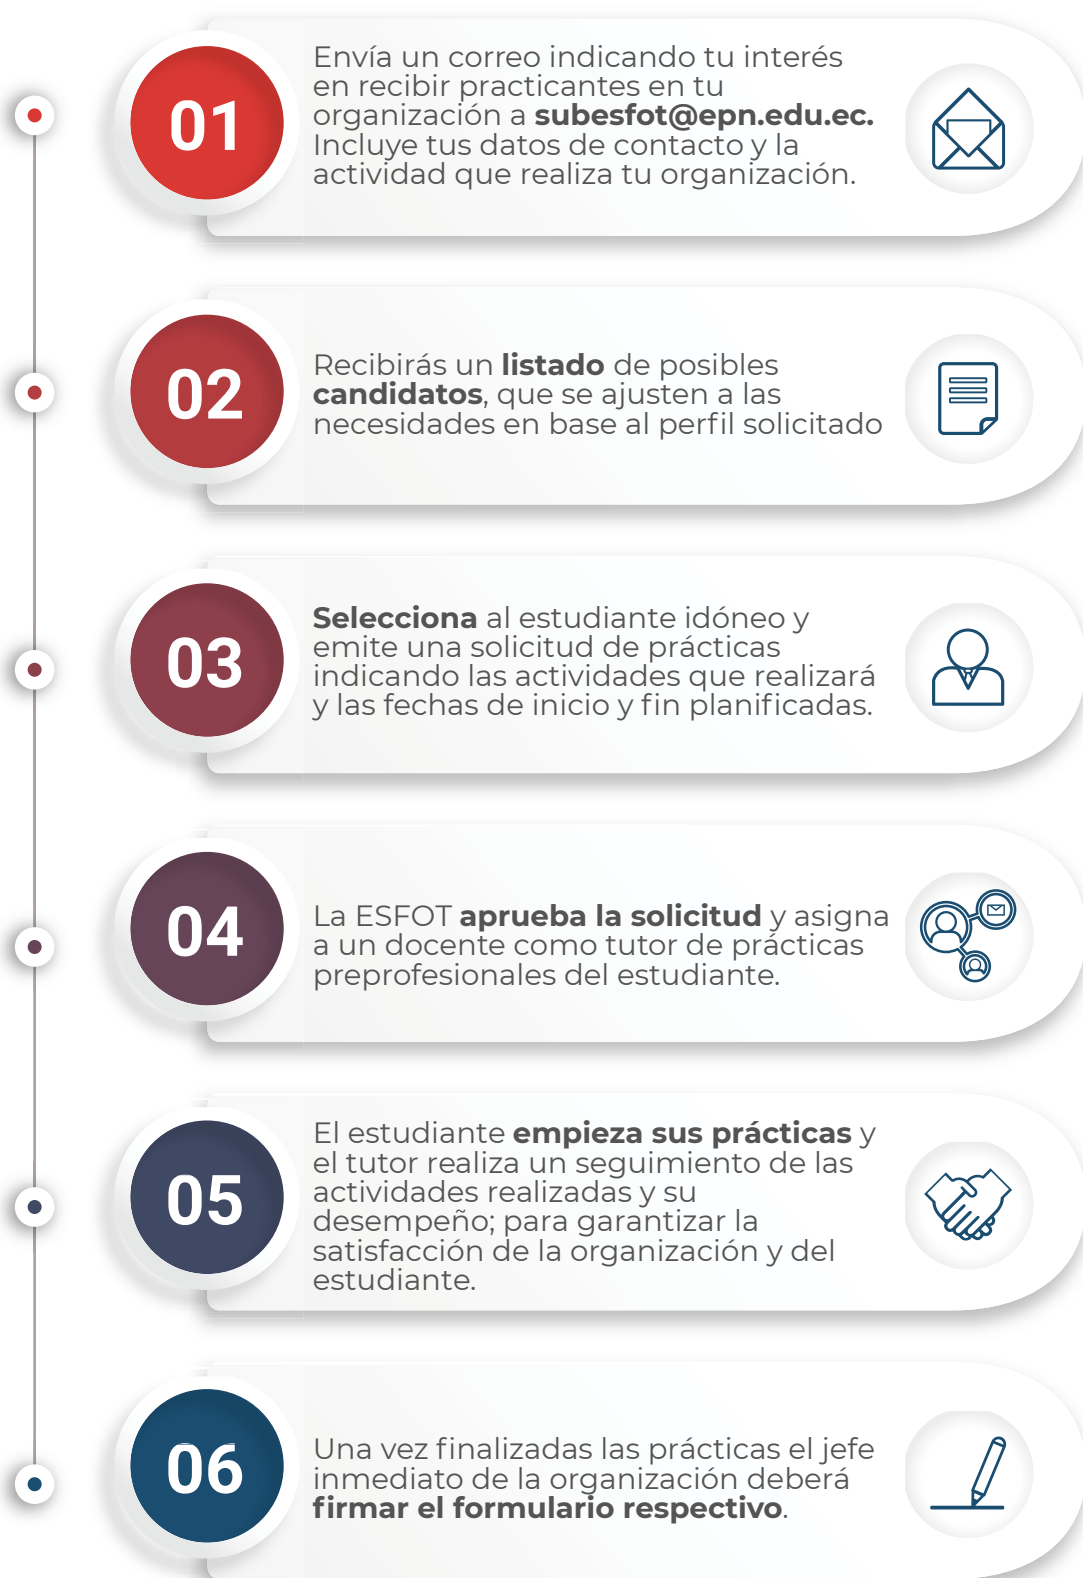 01
Envía un correo indicando tu interés
en recibir practicantes en tu
organización a subesfot@epn.edu.ec.
Incluye tus datos de contacto y la
actividad que realiza tu organización.
02
Recibirás un listado de posibles
candidatos, que se ajusten a las
necesidades en base al perfil solicitado
03
Selecciona al estudiante idóneo y
emite una solicitud de prácticas
indicando las actividades que realizará
y las fechas de inicio y fin planificadas.
04
La ESFOT aprueba la solicitud y asigna
a un docente como tutor de prácticas
preprofesionales del estudiante.
05
El estudiante empieza sus prácticas y
el tutor realiza un seguimiento de las
actividades realizadas y su
desempeño; para garantizar la
satisfacción de la organización y del
estudiante.
06
Una vez finalizadas las prácticas el jefe
inmediato de la organización deberá
firmar el formulario respectivo.